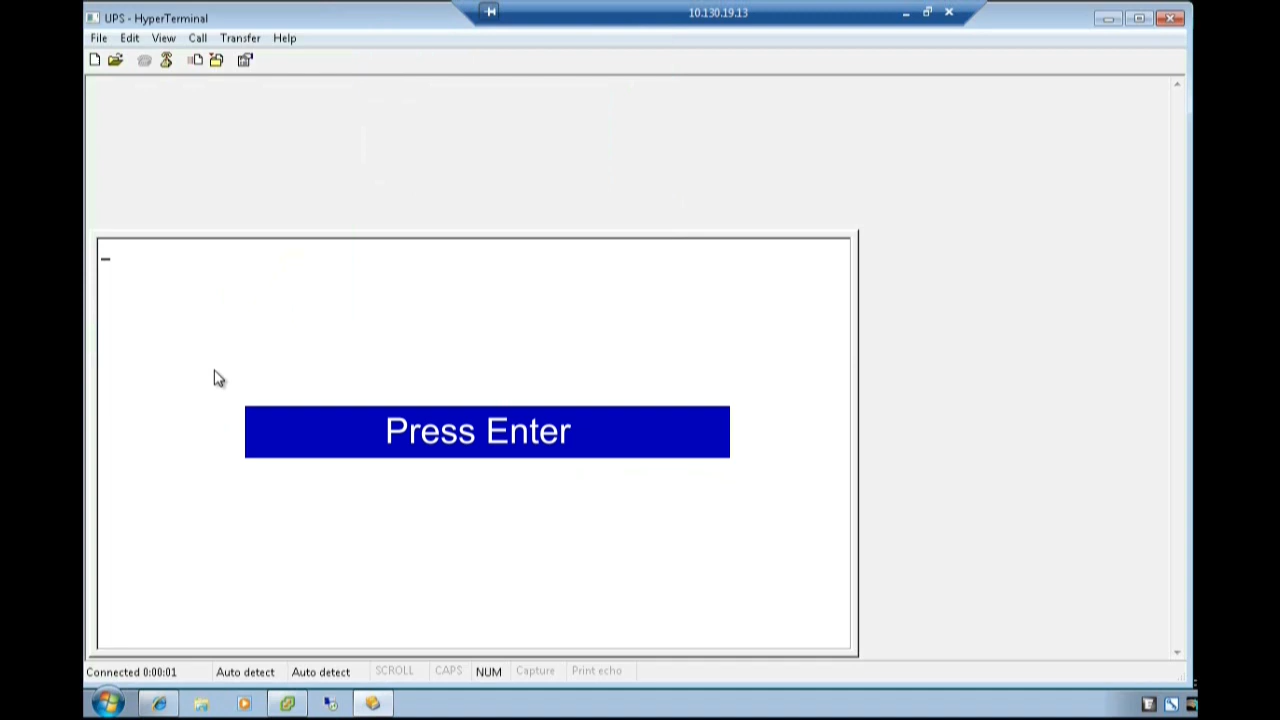 UPS - HyperTerminal
10.130.19.13
File Edit View Call Transfer Help
Press Enter
Connected 0:00:01 Auto detect Auto detect SCROLL CAPS NUM Capture Print echo